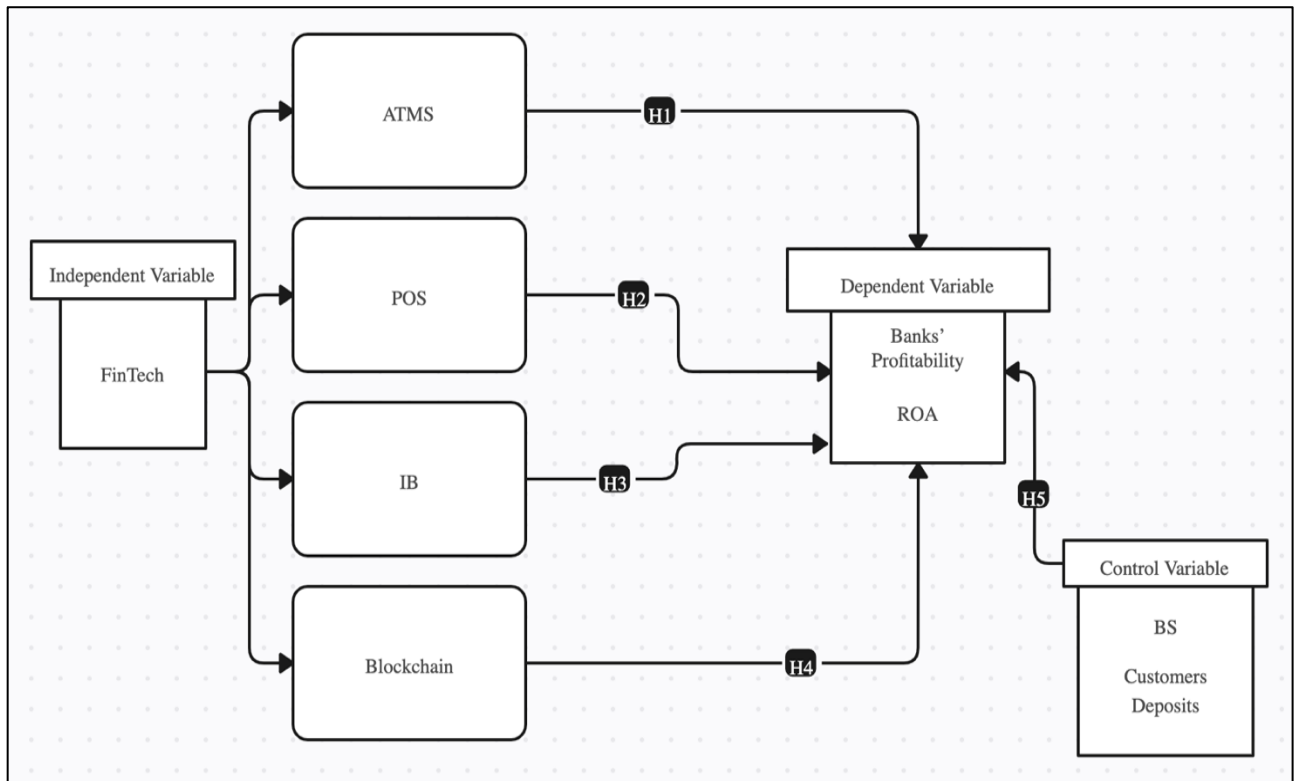 ATMS
H1
Independent Variable
FinTech
POS
H2
Dependent Variable
Banks’
Profitability
ROA
IB
H3
H5
Blockchain
H4
Control Variable
BS
Customers
Deposits